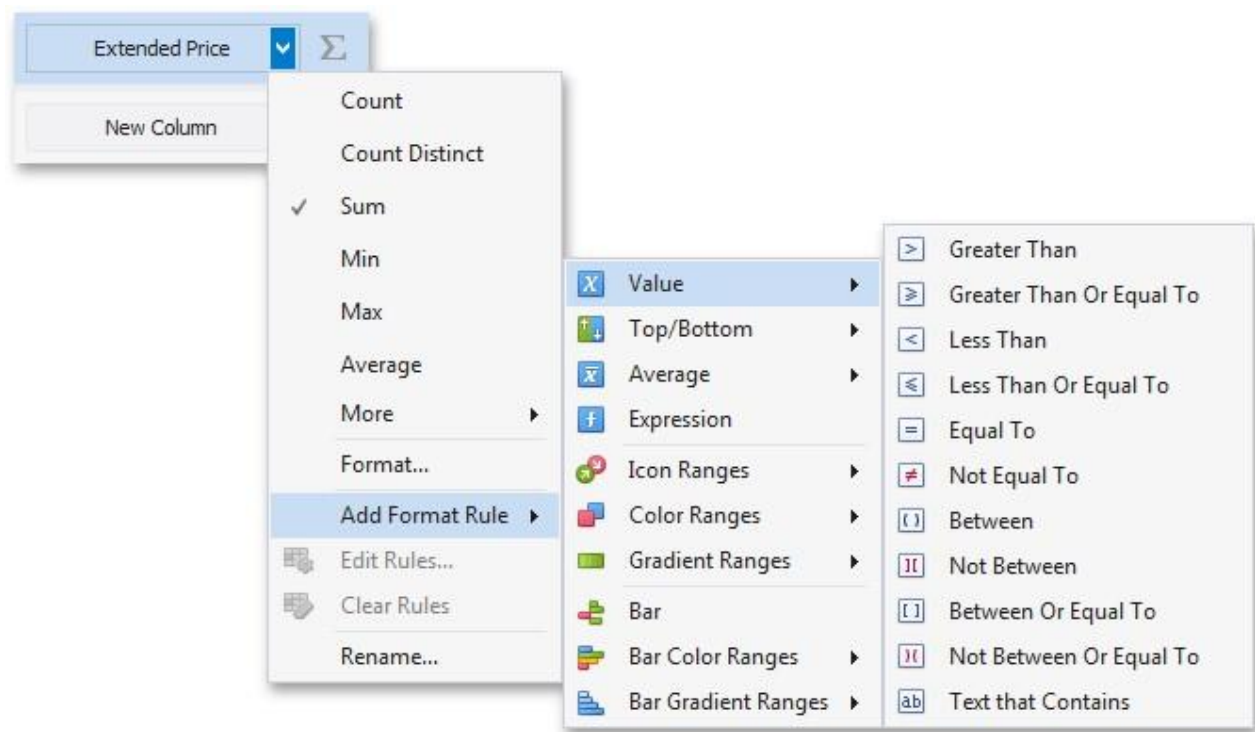 Extended Price
Σ
New Column
Count
Count Distinct
Sum
Min
Max
Average
More
Format...
Add Format Rule
Edit Rules...
Clear Rules
Rename...
Value
Top/Bottom
Average
Expression
Icon Ranges
Color Ranges
Gradient Ranges
Bar
Bar Color Ranges
Bar Gradient Ranges
Greater Than
Greater Than Or Equal To
Less Than
Less Than Or Equal To
Equal To
Not Equal To
Between
Not Between
Between Or Equal To
Not Between Or Equal To
ab Text that Contains